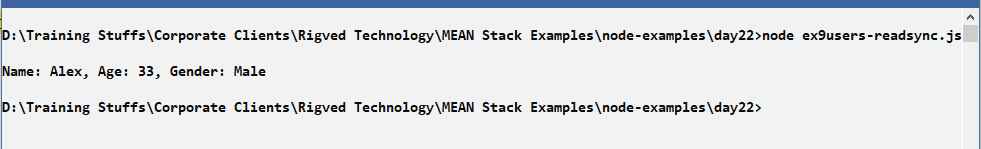 D:\Training Stuffs\Corporate Clients\Rigved Technology\MEAN Stack Examples\node-examples\day22>node ex9users-readsync.js
Name: Alex, Age: 33, Gender: Male
D:\Training Stuffs\Corporate Clients\Rigved Technology\MEAN Stack Examples\node-examples\day22>